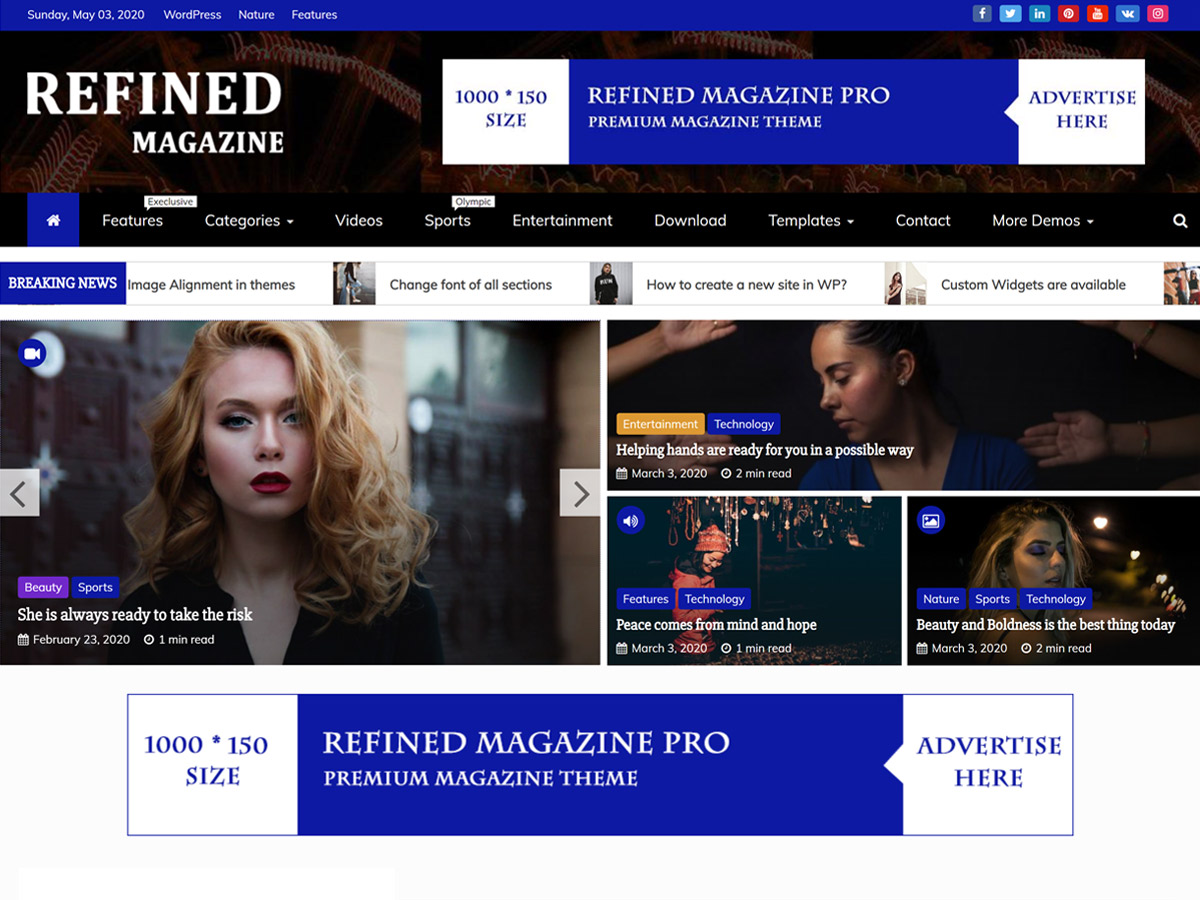 Sunday, May 03, 2020 WordPress Nature Features
REFINED
MAGAZINE
1000 * 150
SIZE
REFINED MAGAZINE PRO
PREMIUM MAGAZINE THEME
ADVERTISE
HERE
Execlusive
Olympic
Features Categories Videos Sports Entertainment Download Templates Contact More Demos
BREAKING NEWS Image Alignment in themes Change font of all sections How to create a new site in WP? Custom Widgets are available
Beauty Sports
She is always ready to take the risk
February 23, 2020 1 min read
Entertainment Technology
Helping hands are ready for you in a possible way
March 3, 2020 2 min read
Features Technology
Peace comes from mind and hope
March 3, 2020 1 min read
Nature Sports Technology
Beauty and Boldness is the best thing today
March 3, 2020 2 min read
1000 * 150
SIZE
REFINED MAGAZINE PRO
PREMIUM MAGAZINE THEME
ADVERTISE
HERE